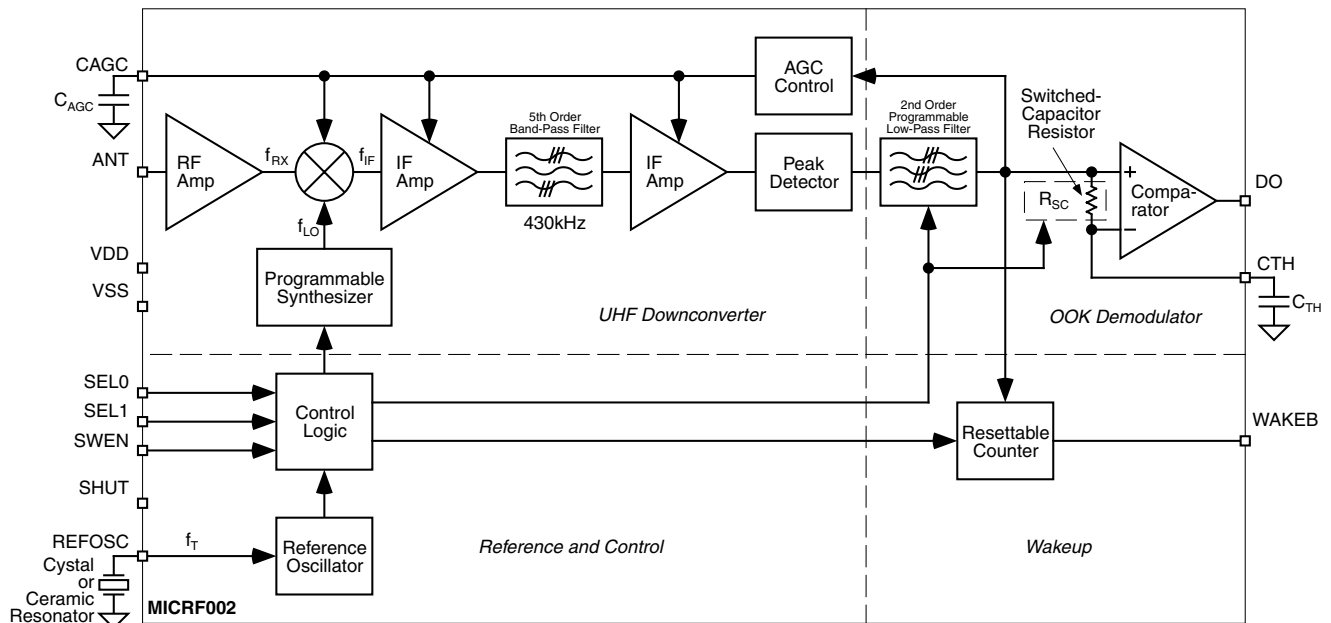 CAGC
C_AGC
AGC
Control
ANT
RF
Amp
f_RX
f_IF
IF
Amp
5th Order
Band-Pass Filter
430kHz
IF
Amp
Peak
Detector
2nd Order
Programmable
Low-Pass Filter
Switched-
Capacitor
Resistor
R_SC
+
−
Compa-
rator
DO
f_LO
VDD
VSS
Programmable
Synthesizer
CTH
C_TH
UHF Downconverter
OOK Demodulator
SEL0
SEL1
SWEN
Control
Logic
Resettable
Counter
WAKEB
SHUT
REFOSC
f_T
Reference
Oscillator
Reference and Control
Wakeup
Cystal
or
Ceramic
Resonator
MICRF002